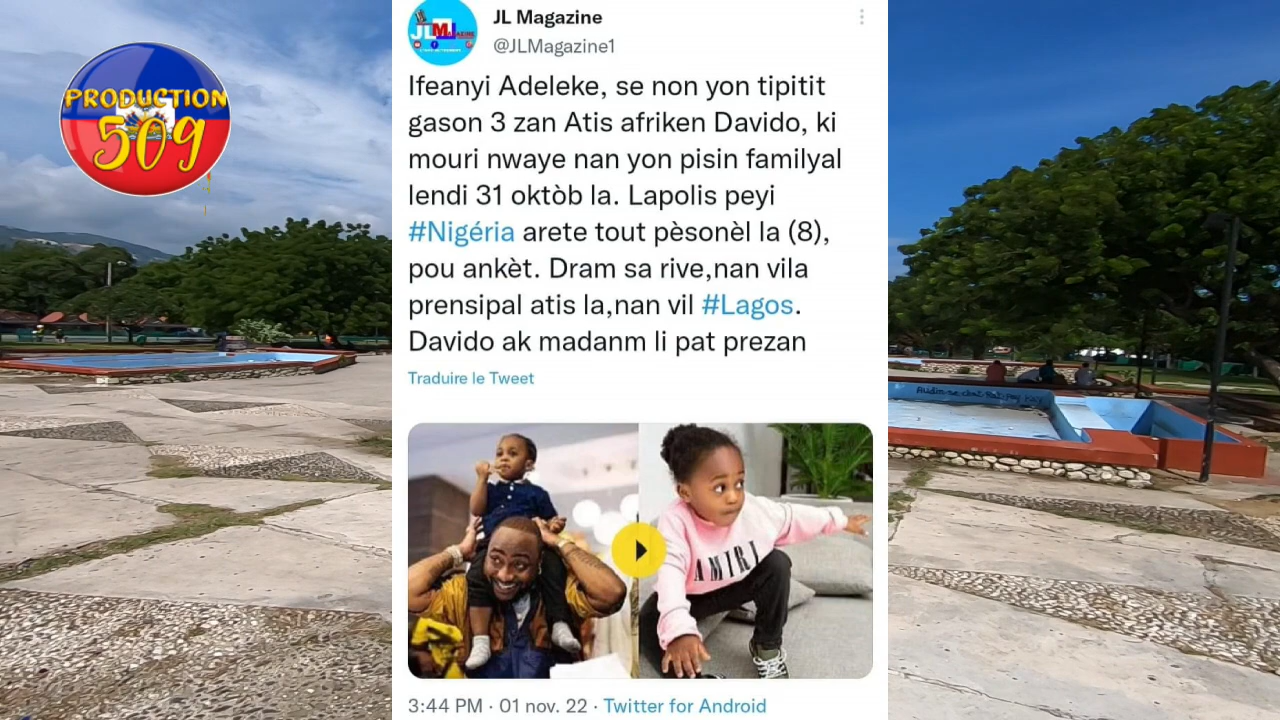 PRODUCTION
509
JL Magazine
@JLMagazine1
Ifeanyi Adeleke, se non yon tipitit
gason 3 zan Atis afriken Davido, ki
mouri nwaye nan yon pisin familyal
lendi 31 oktòb la. Lapolis peyi
#Nigéria arete tout pèsonèl la (8),
pou ankèt. Dram sa rive,nan vila
prensipal atis la,nan vil #Lagos.
Davido ak madanm li pat prezan
Traduire le Tweet
AMIRI
3:44 PM · 01 nov. 22 · Twitter for Android